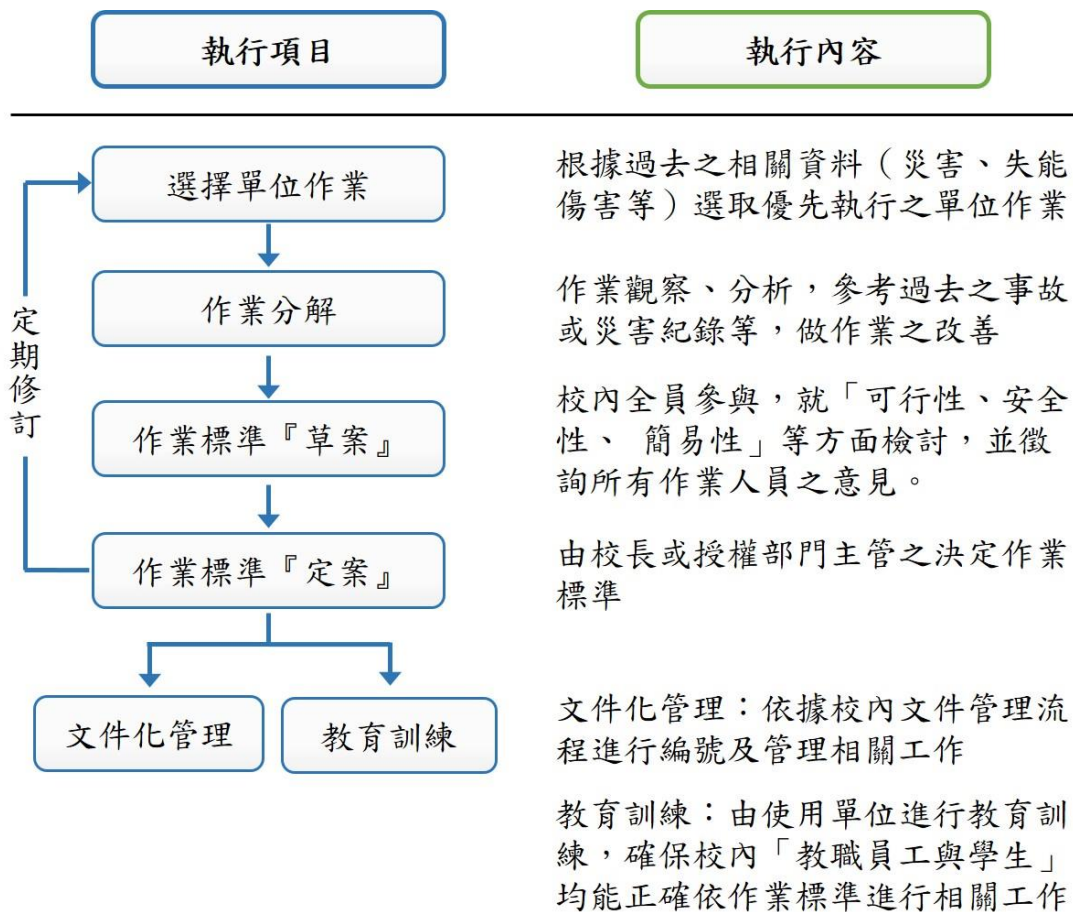 執行項目
執行內容
選擇單位作業
根據過去之相關資料（災害、失能
傷害等）選取優先執行之單位作業
作業分解
作業觀察、分析，參考過去之事故
或災害紀錄等，做作業之改善
定期修訂
作業標準『草案』
校內全員參與，就「可行性、安全
性、 簡易性」等方面檢討，並徵
詢所有作業人員之意見。
作業標準『定案』
由校長或授權部門主管之決定作業
標準
文件化管理
教育訓練
文件化管理：依據校內文件管理流
程進行編號及管理相關工作
教育訓練：由使用單位進行教育訓
練，確保校內「教職員工與學生」
均能正確依作業標準進行相關工作